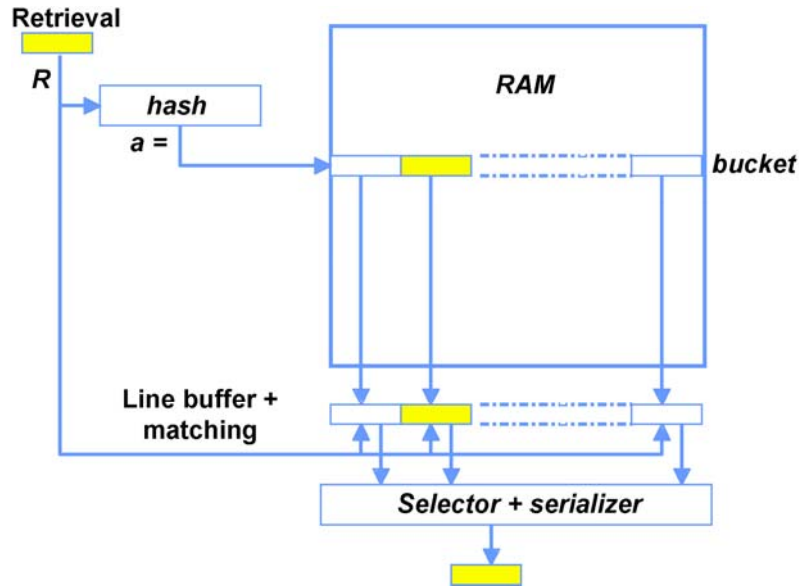 Retrieval
R
hash
a =
RAM
bucket
Line buffer +
matching
Selector + serializer